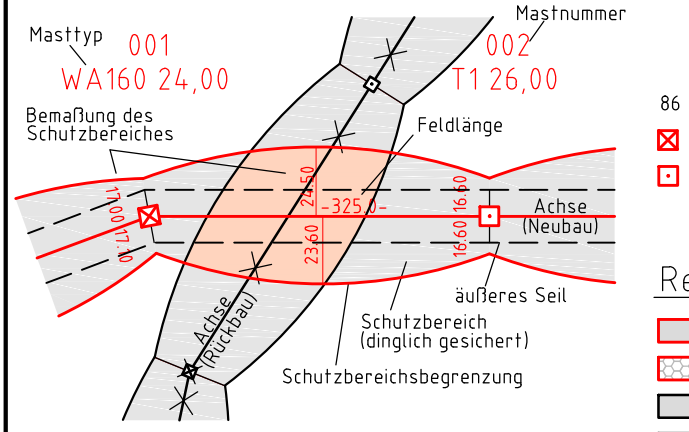 Mastnummer
Masttyp
001
002
WA160 24,00
T1 26,00
86
Bemaßung des
Schutzbereiches
Feldlänge
24.50
-325.0-
23.60
17.00
17.10
16.60
16.60
Achse
(Neubau)
Re
äußeres Seil
Achse
(Rückbau)
Schutzbereich
(dinglich gesichert)
Schutzbereichsbegrenzung